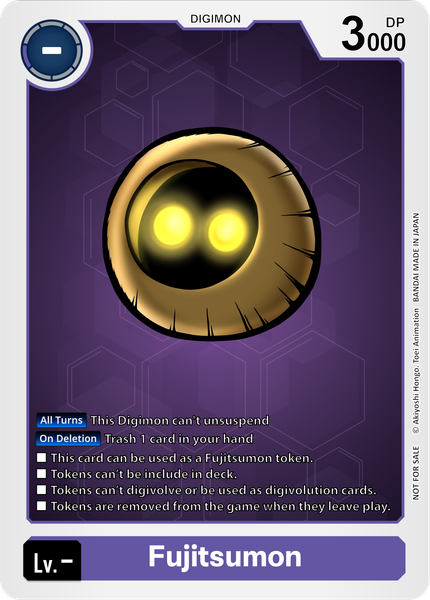 DIGIMON
-
DP
3000
All Turns This Digimon can't unsuspend
On Deletion Trash 1 card in your hand
■ This card can be used as a Fujitsumon token.
■ Tokens can't be include in deck.
■ Tokens can't digivolve or be used as digivolution cards.
■ Tokens are removed from the game when they leave play.
NOT FOR SALE © Akiyoshi Hongo, Toei Animation BANDAI MADE IN JAPAN
Lv.-
Fujitsumon